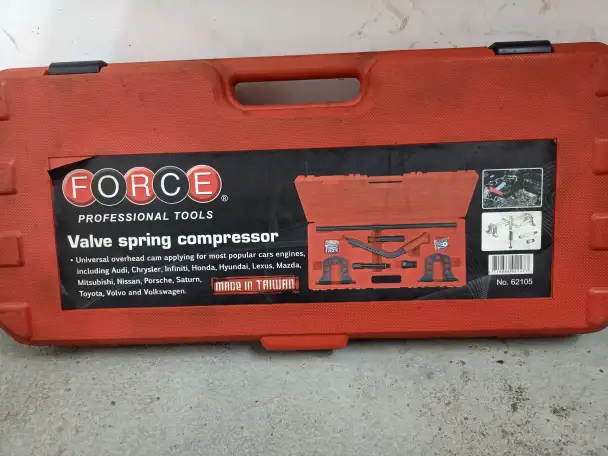 FORCE®
PROFESSIONAL TOOLS
Valve spring compressor
• Universal overhead cam applying for most popular cars engines,
including Audi, Chrysler, Infiniti, Honda, Hyundai, Lexus, Mazda,
Mitsubishi, Nissan, Porsche, Saturn,
Toyota, Volvo and Volkswagen.
MADE IN TAIWAN
No. 62105